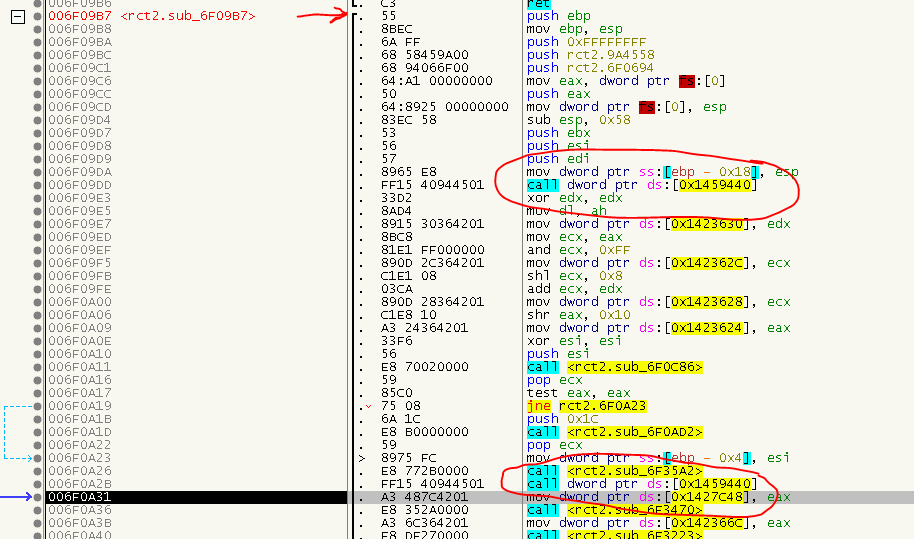 006F09B6 C3 ret
006F09B7 <rct2.sub_6F09B7> . 55 push ebp
006F09B8 . 8BEC mov ebp, esp
006F09BA . 6A FF push 0xFFFFFFFF
006F09BC . 68 58459A00 push rct2.9A4558
006F09C1 . 68 94066F00 push rct2.6F0694
006F09C6 . 64:A1 00000000 mov eax, dword ptr fs:[0]
006F09CC . 50 push eax
006F09CD . 64:8925 00000000 mov dword ptr fs:[0], esp
006F09D4 . 83EC 58 sub esp, 0x58
006F09D7 . 53 push ebx
006F09D8 . 56 push esi
006F09D9 . 57 push edi
006F09DA . 8965 E8 mov dword ptr ss:[ebp - 0x18], esp
006F09DD . FF15 40944501 call dword ptr ds:[0x1459440]
006F09E3 . 33D2 xor edx, edx
006F09E5 . 8AD4 mov dl, ah
006F09E7 . 8915 30364201 mov dword ptr ds:[0x1423630], edx
006F09ED . 8BC8 mov ecx, eax
006F09EF . 81E1 FF000000 and ecx, 0xFF
006F09F5 . 890D 2C364201 mov dword ptr ds:[0x142362C], ecx
006F09FB . C1E1 08 shl ecx, 0x8
006F09FE . 03CA add ecx, edx
006F0A00 . 890D 28364201 mov dword ptr ds:[0x1423628], ecx
006F0A06 . C1E8 10 shr eax, 0x10
006F0A09 . A3 24364201 mov dword ptr ds:[0x1423624], eax
006F0A0E . 33F6 xor esi, esi
006F0A10 . 56 push esi
006F0A11 . E8 70020000 call <rct2.sub_6F0C86>
006F0A16 . 59 pop ecx
006F0A17 . 85C0 test eax, eax
006F0A19 . 75 08 jne rct2.6F0A23
006F0A1B . 6A 1C push 0x1C
006F0A1D . E8 B0000000 call <rct2.sub_6F0AD2>
006F0A22 . 59 pop ecx
006F0A23 > 8975 FC mov dword ptr ss:[ebp - 0x4], esi
006F0A26 . E8 772B0000 call <rct2.sub_6F35A2>
006F0A2B . FF15 40944501 call dword ptr ds:[0x1459440]
006F0A31 . A3 487C4201 mov dword ptr ds:[0x1427C48], eax
006F0A36 . E8 352A0000 call <rct2.sub_6F3470>
006F0A3B . A3 6C364201 mov dword ptr ds:[0x142366C], eax
006F0A40 . E8 DE270000 call <rct2.sub_6F3223>